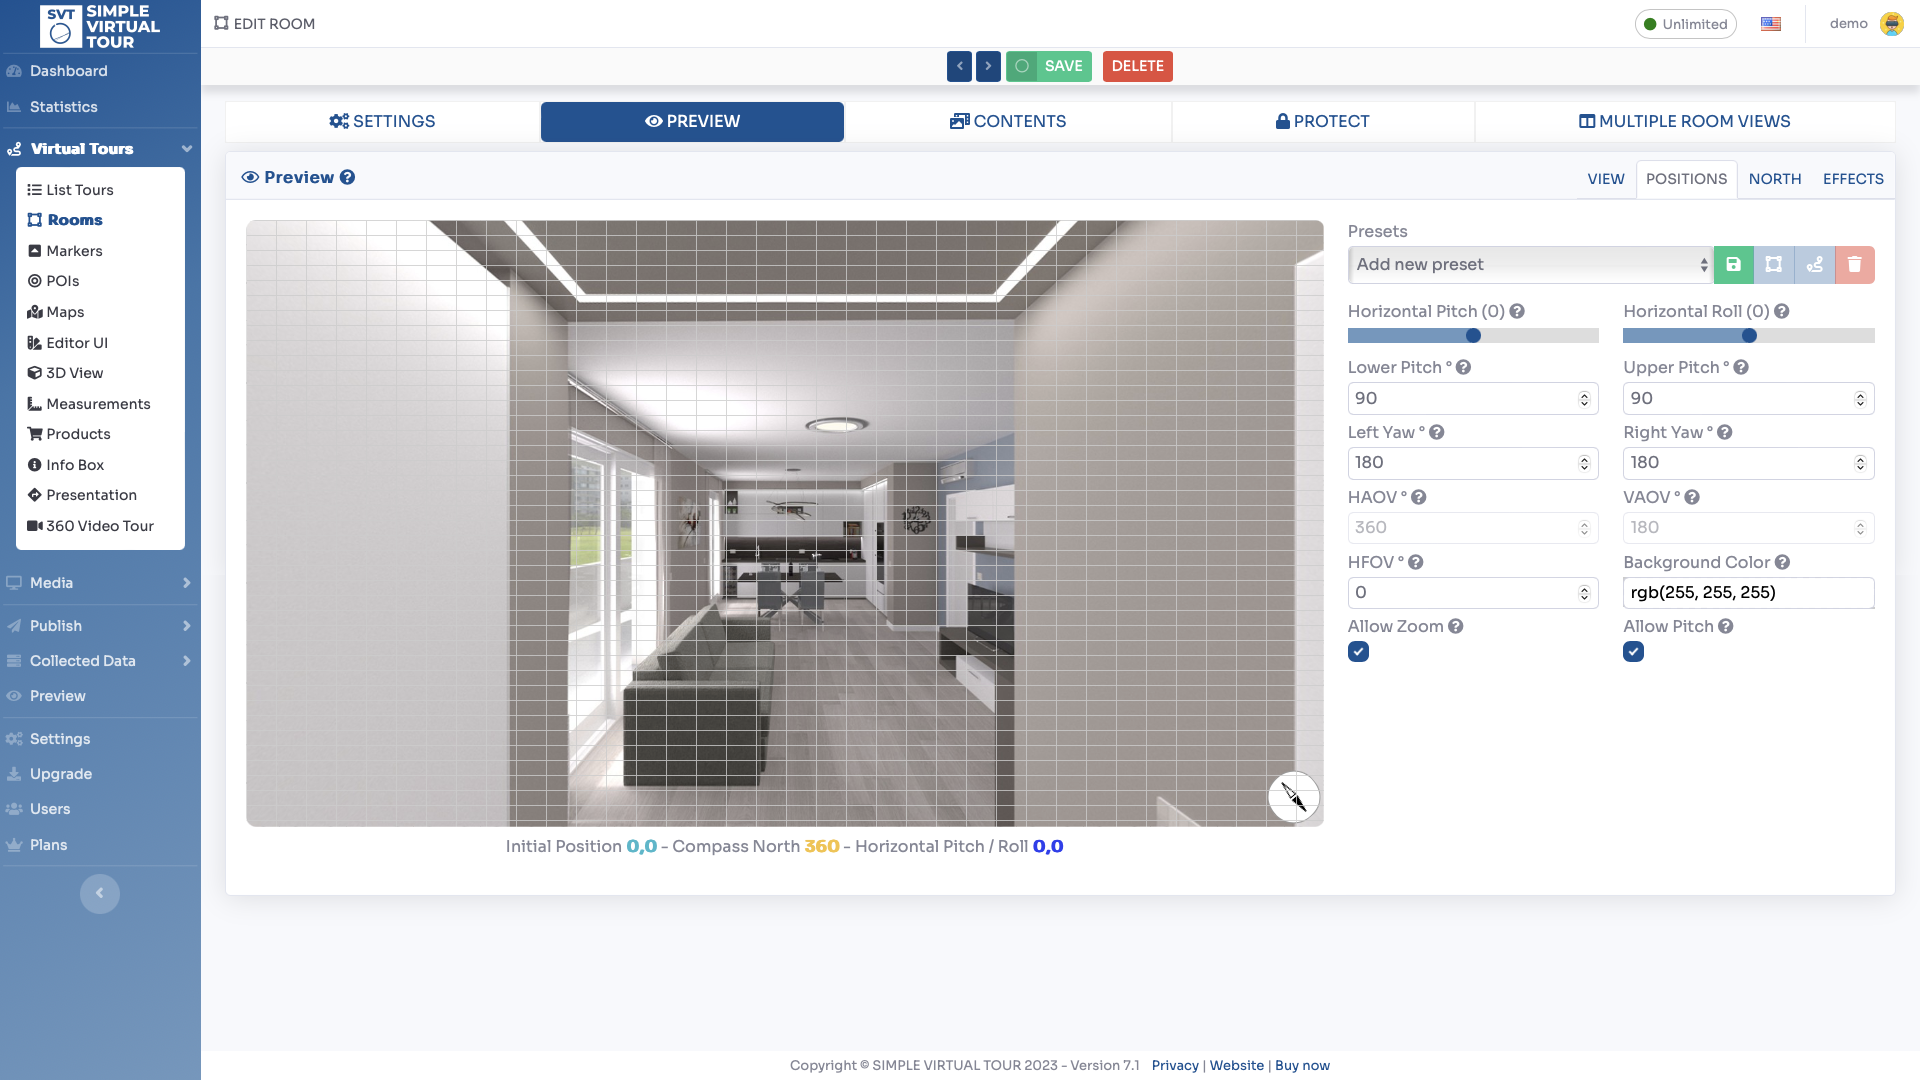 SVT SIMPLE
VIRTUAL
TOUR
EDIT ROOM
Unlimited
demo
Dashboard
Statistics
Virtual Tours
List Tours
Rooms
Markers
POIs
Maps
Editor UI
3D View
Measurements
Products
Info Box
Presentation
360 Video Tour
Media
Publish
Collected Data
Preview
Settings
Upgrade
Users
Plans
SAVE
DELETE
SETTINGS
PREVIEW
CONTENTS
PROTECT
MULTIPLE ROOM VIEWS
Preview
VIEW
POSITIONS
NORTH
EFFECTS
Presets
Add new preset
Horizontal Pitch (0)
Horizontal Roll (0)
Lower Pitch °
Upper Pitch °
90
90
Left Yaw °
Right Yaw °
180
180
HAOV °
VAOV °
360
180
HFOV °
Background Color
0
rgb(255, 255, 255)
Allow Zoom
Allow Pitch
Initial Position 0,0 - Compass North 360 - Horizontal Pitch / Roll 0,0
Copyright © SIMPLE VIRTUAL TOUR 2023 - Version 7.1 Privacy | Website | Buy now